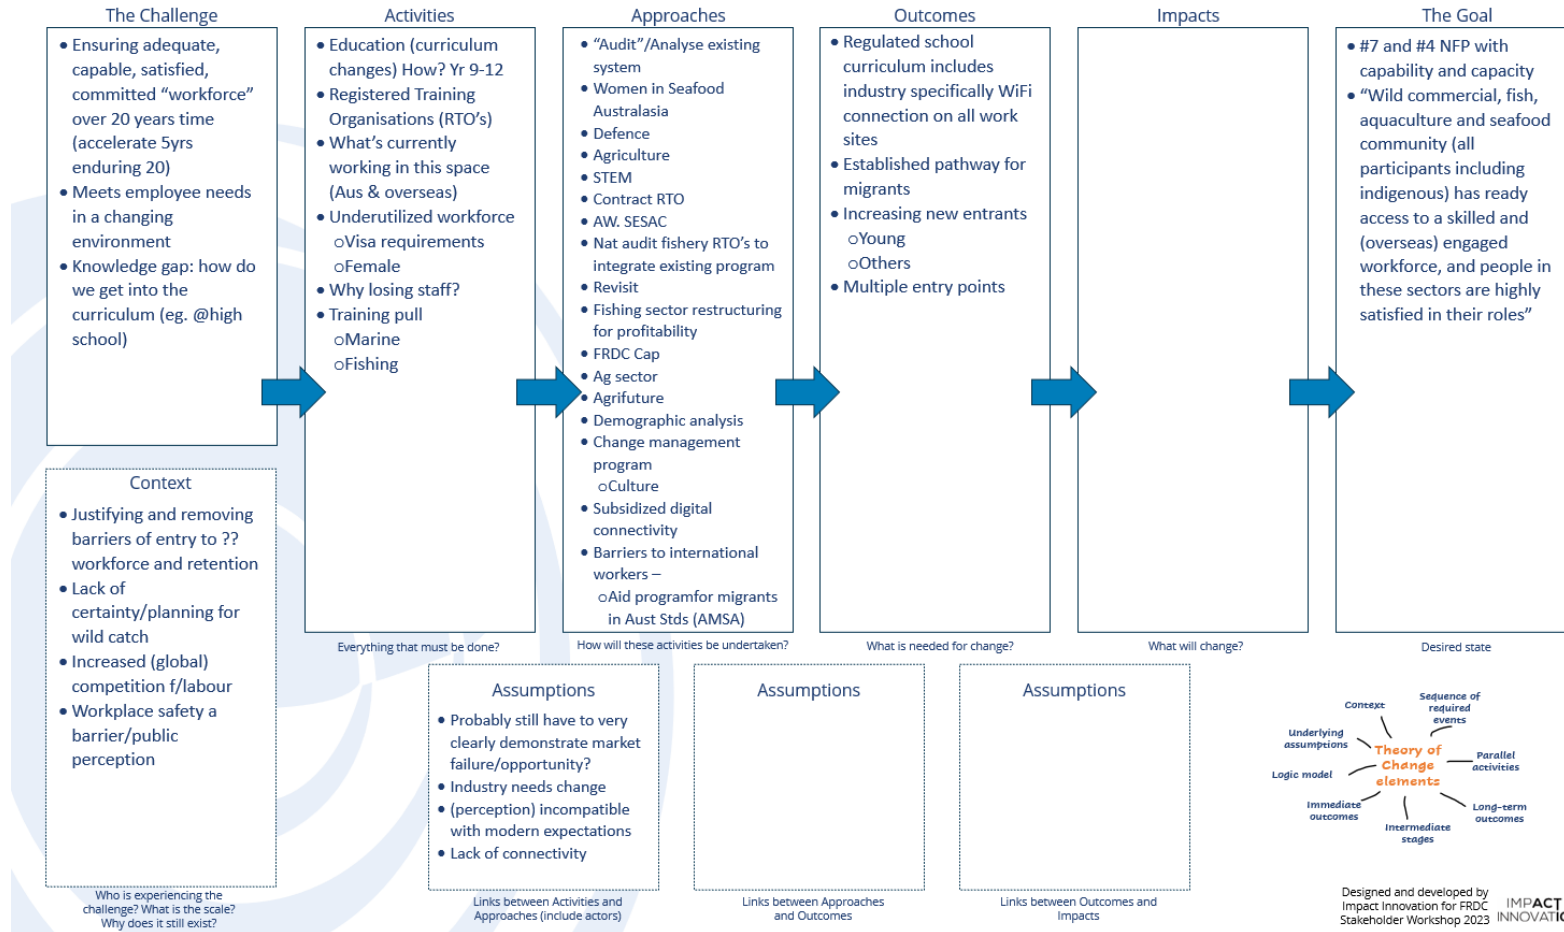 The Challenge
• Ensuring adequate,
capable, satisfied,
committed “workforce”
over 20 years time
(accelerate 5yrs
enduring 20)
• Meets employee needs
in a changing
environment
• Knowledge gap: how do
we get into the
curriculum (eg. @high
school)
Context
• Justifying and removing
barriers of entry to ??
workforce and retention
• Lack of
certainty/planning for
wild catch
• Increased (global)
competition f/labour
• Workplace safety a
barrier/public
perception
Who is experiencing the
challenge? What is the scale?
Why does it still exist?
Activities
• Education (curriculum
changes) How? Yr 9-12
• Registered Training
Organisations (RTO’s)
• What’s currently
working in this space
(Aus & overseas)
• Underutilized workforce
o Visa requirements
o Female
• Why losing staff?
• Training pull
o Marine
o Fishing
Everything that must be done?
Approaches
• “Audit”/Analyse existing
system
• Women in Seafood
Australasia
• Defence
• Agriculture
• STEM
• Contract RTO
• AW. SESAC
• Nat audit fishery RTO’s to
integrate existing program
• Revisit
• Fishing sector restructuring
for profitability
• FRDC Cap
• Ag sector
• Agrifuture
• Demographic analysis
• Change management
program
o Culture
• Subsidized digital
connectivity
• Barriers to international
workers –
o Aid programfor migrants
in Aust Stds (AMSA)
How will these activities be undertaken?
Outcomes
• Regulated school
curriculum includes
industry specifically WiFi
connection on all work
sites
• Established pathway for
migrants
• Increasing new entrants
o Young
o Others
• Multiple entry points
What is needed for change?
Impacts
What will change?
The Goal
• #7 and #4 NFP with
capability and capacity
• “Wild commercial, fish,
aquaculture and seafood
community (all
participants including
indigenous) has ready
access to a skilled and
(overseas) engaged
workforce, and people in
these sectors are highly
satisfied in their roles”
Desired state
Assumptions
• Probably still have to very
clearly demonstrate market
failure/opportunity?
• Industry needs change
• (perception) incompatible
with modern expectations
• Lack of connectivity
Links between Activities and
Approaches (include actors)
Assumptions
Links between Approaches
and Outcomes
Assumptions
Links between Outcomes and
Impacts
Context
Sequence of
required
events
Underlying
assumptions
Theory of
Change
elements
Parallel
activities
Logic model
Immediate
outcomes
Long-term
outcomes
Intermediate
stages
Designed and developed by
Impact Innovation for FRDC
Stakeholder Workshop 2023
IMPACT